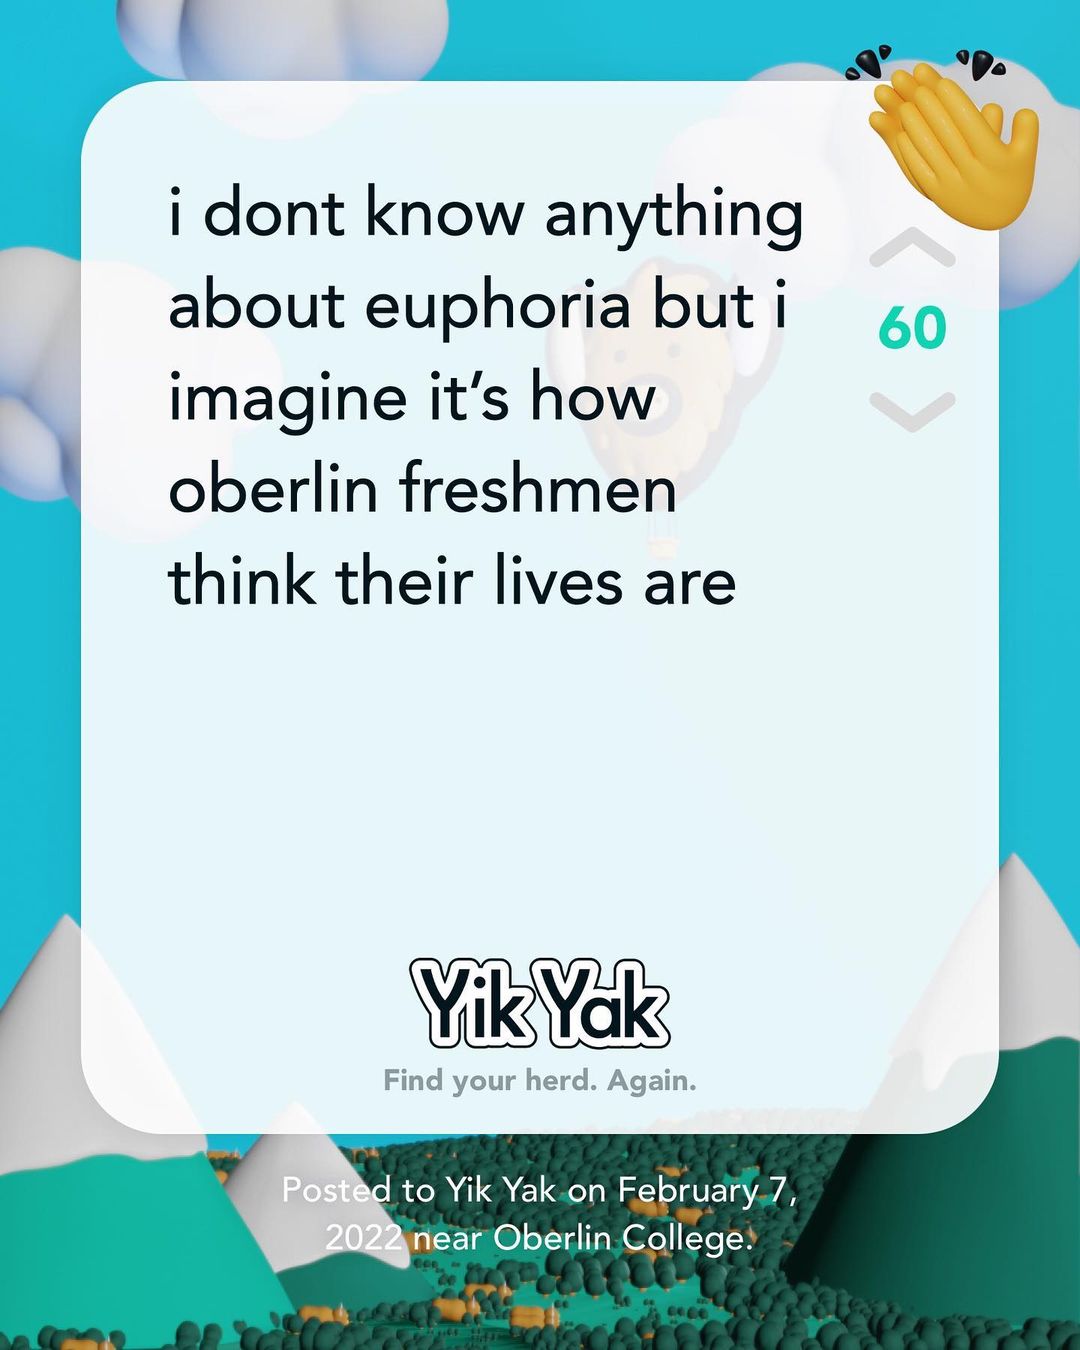 i dont know anything
about euphoria but i
imagine it’s how
oberlin freshmen
think their lives are
60
Yik Yak
Find your herd. Again.
Posted to Yik Yak on February 7,
2022 near Oberlin College.